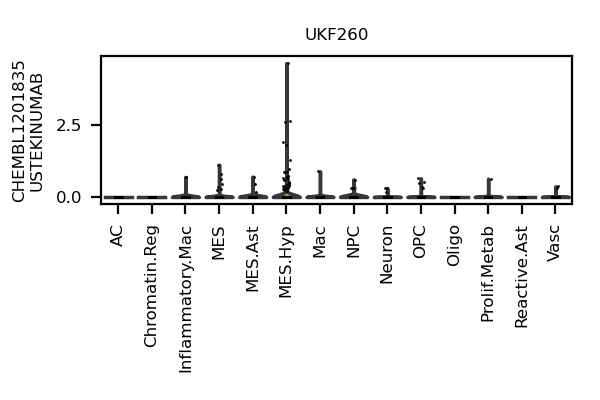 UKF260
CHEMBL1201835
USTEKINUMAB
2.5
0.0
AC
Chromatin.Reg
Inflammatory.Mac
MES
MES.Ast
MES.Hyp
Mac
NPC
Neuron
OPC
Oligo
Prolif.Metab
Reactive.Ast
Vasc